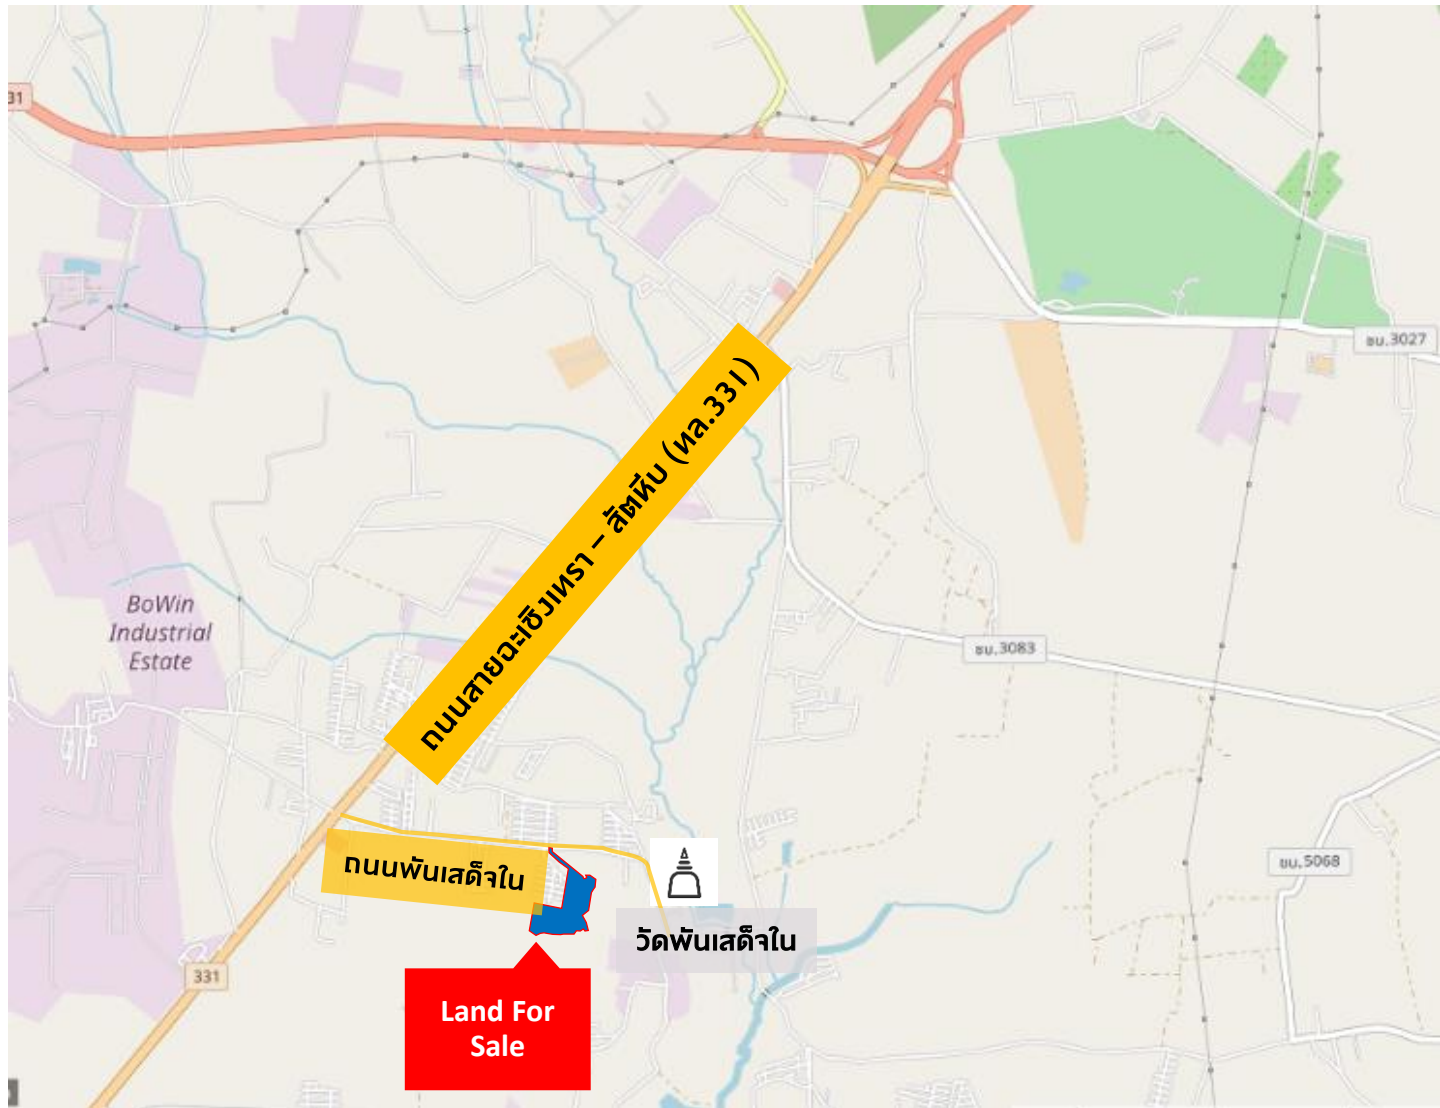 31
ชบ.3027
ถนนสายฉะเชิงเทรา – สัตหีบ (ทล.331)
BoWin
Industrial
Estate
ชบ.3083
ถนนพันเสด็จใน
ชบ.5068
วัดพันเสด็จใน
331
Land For
Sale